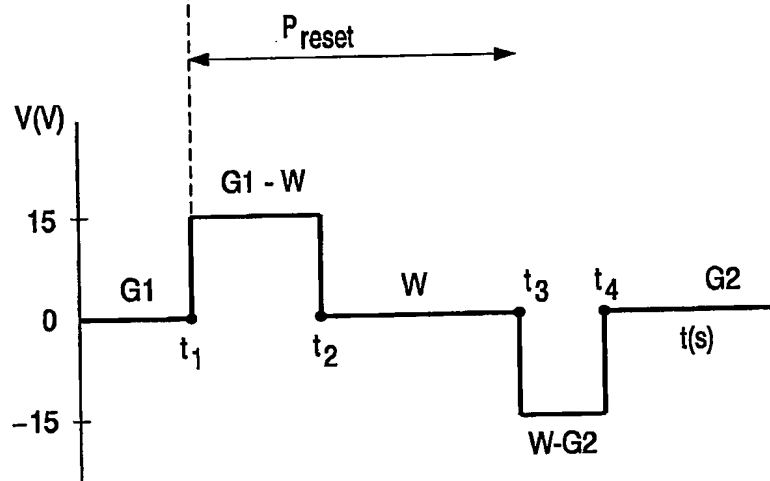 Preset
V(V)
G1 - W
15
G1
W
t3
t4
G2
0
t1
t2
t(s)
-15
W-G2